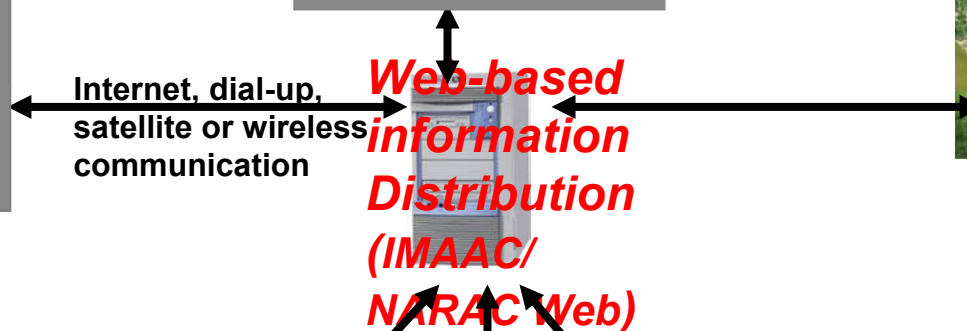 Internet, dial-up,
satellite or wireless
communication
Web-based
information
Distribution
(IMAAC/
NARAC Web)